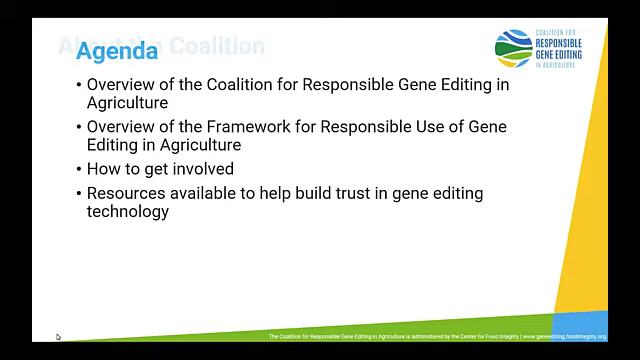 About the Coalition
Agenda
COALITION FOR
RESPONSIBLE
GENE EDITING
IN AGRICULTURE
• Overview of the Coalition for Responsible Gene Editing in
Agriculture
• Overview of the Framework for Responsible Use of Gene
Editing in Agriculture
• How to get involved
• Resources available to help build trust in gene editing
technology
The Coalition for Responsible Gene Editing in Agriculture is administered by the Center for Food Integrity | www.geneediting.foodintegrity.org